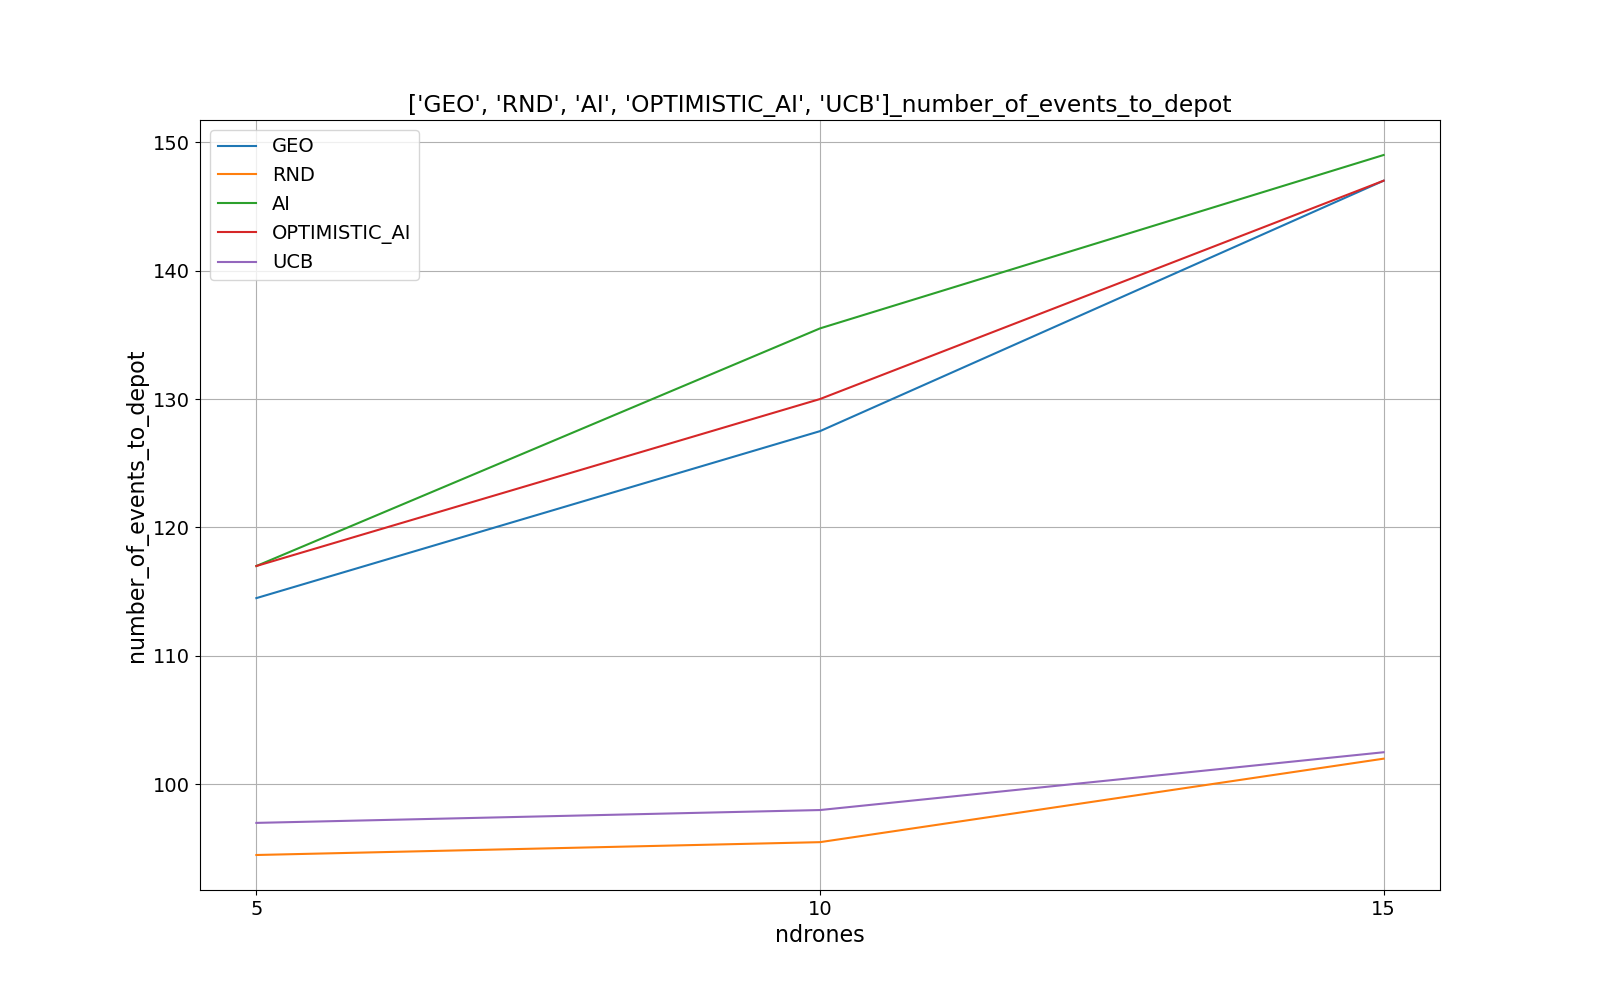 ['GEO', 'RND', 'AI', 'OPTIMISTIC_AI', 'UCB']_number_of_events_to_depot
GEO
RND
AI
OPTIMISTIC_AI
UCB
150
140
130
120
110
100
number_of_events_to_depot
5
10
15
ndrones